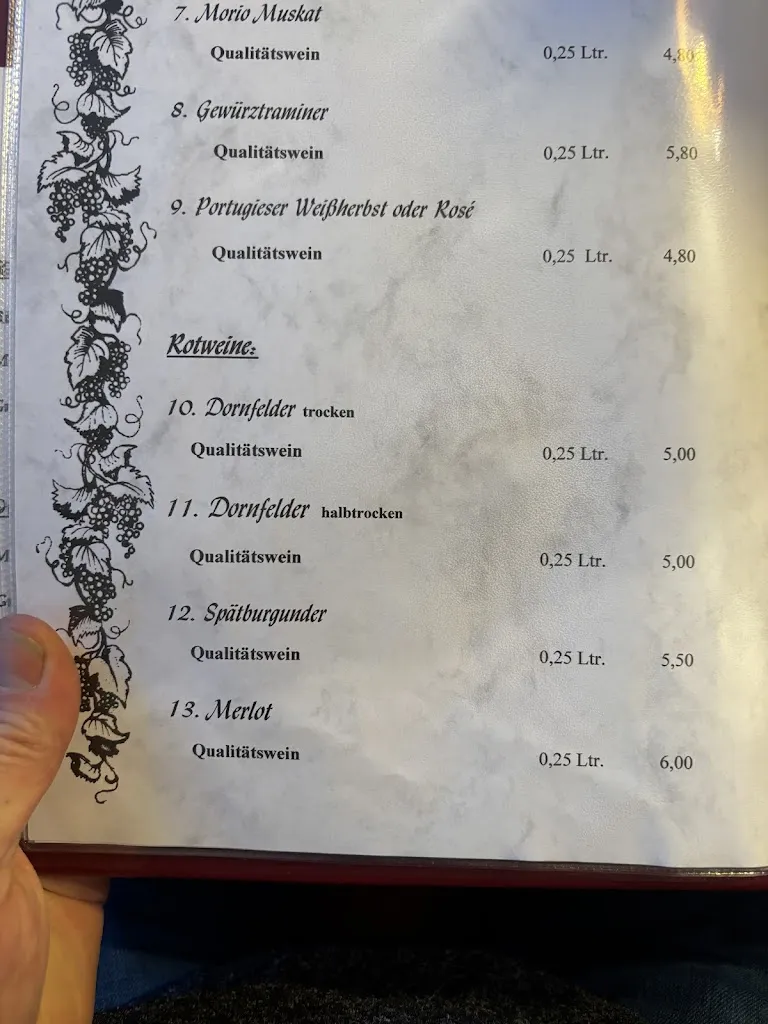 7. Morio Muskat
Qualitätswein 0,25 Ltr. 4,80
8. Gewürztraminer
Qualitätswein 0,25 Ltr. 5,80
9. Portugieser Weißherbst oder Rosé
Qualitätswein 0,25 Ltr. 4,80
Rotweine:
10. Dornfelder trocken
Qualitätswein 0,25 Ltr. 5,00
11. Dornfelder halbtrocken
Qualitätswein 0,25 Ltr. 5,00
12. Spätburgunder
Qualitätswein 0,25 Ltr. 5,50
13. Merlot
Qualitätswein 0,25 Ltr. 6,00